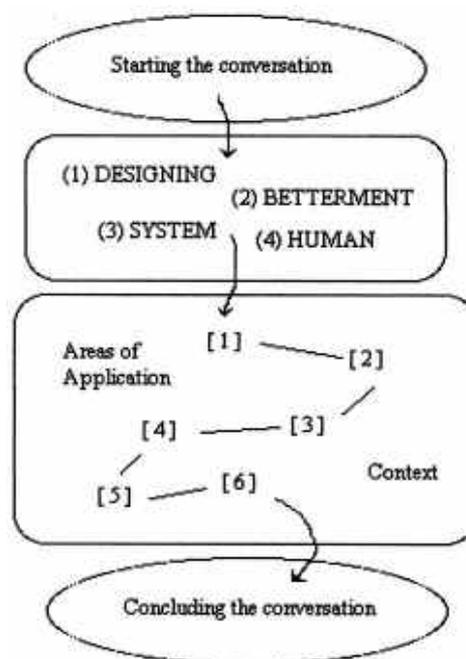 Starting the conversation
(1) DESIGNING
(2) BETTERMENT
(3) SYSTEM
(4) HUMAN
[1]
Areas of
Application
[2]
[3]
[4]
Context
[5]
[6]
Concluding the conversation